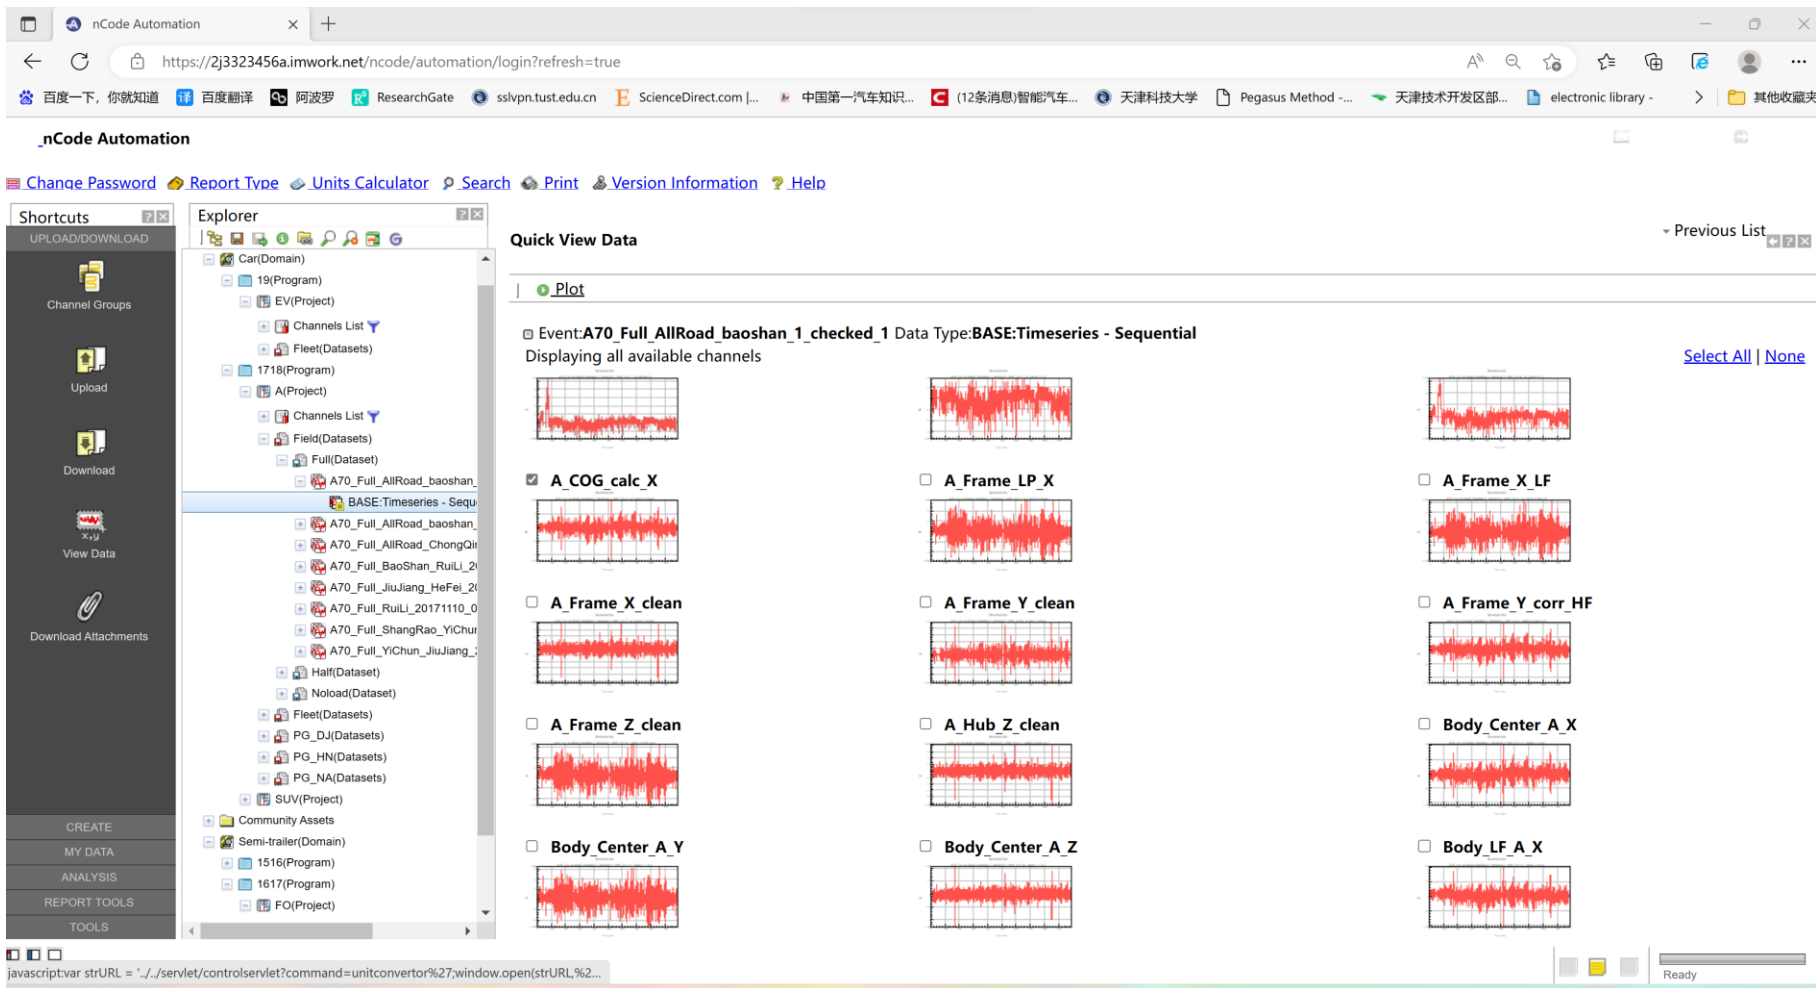 nCode Automation
https://2j3323456a.imwork.net/ncode/automation/login?refresh=true
百度一下，你就知道 百度翻译 阿波罗 ResearchGate sslvpn.tust.edu.cn ScienceDirect.com |... 中国第一汽车知识... (12条消息)智能汽车... 天津科技大学 Pegasus Method -... 天津技术开发区部... electronic library - 其他收藏夹
_nCode Automation
Change Password Report Type Units Calculator Search Print Version Information Help
Shortcuts
UPLOAD/DOWNLOAD
Channel Groups
Upload
Download
x,y
View Data
Download Attachments
CREATE
MY DATA
ANALYSIS
REPORT TOOLS
TOOLS
Explorer
Car(Domain)
19(Program)
EV(Project)
Channels List
Fleet(Datasets)
1718(Program)
A(Project)
Channels List
Field(Datasets)
Full(Dataset)
A70_Full_AllRoad_baoshan_
BASE:Timeseries - Sequ
A70_Full_AllRoad_baoshan_
A70_Full_AllRoad_ChongQi
A70_Full_BaoShan_RuiLi_2
A70_Full_JiuJiang_HeFei_2
A70_Full_RuiLi_20171110_0
A70_Full_ShangRao_YiChu
A70_Full_YiChun_JiuJiang_
Half(Dataset)
Noload(Dataset)
Fleet(Datasets)
PG_DJ(Datasets)
PG_HN(Datasets)
PG_NA(Datasets)
SUV(Project)
Community Assets
Semi-trailer(Domain)
1516(Program)
1617(Program)
FO(Project)
Quick View Data
Previous List
Plot
Event:A70_Full_AllRoad_baoshan_1_checked_1 Data Type:BASE:Timeseries - Sequential
Displaying all available channels
Select All | None
A_COG_calc_X A_Frame_LP_X A_Frame_X_LF
A_Frame_X_clean A_Frame_Y_clean A_Frame_Y_corr_HF
A_Frame_Z_clean A_Hub_Z_clean Body_Center_A_X
Body_Center_A_Y Body_Center_A_Z Body_LF_A_X
javascript:var strURL = '../../servlet/controlservlet?command=unitconvertor%27;window.open(strURL,%2...
Ready